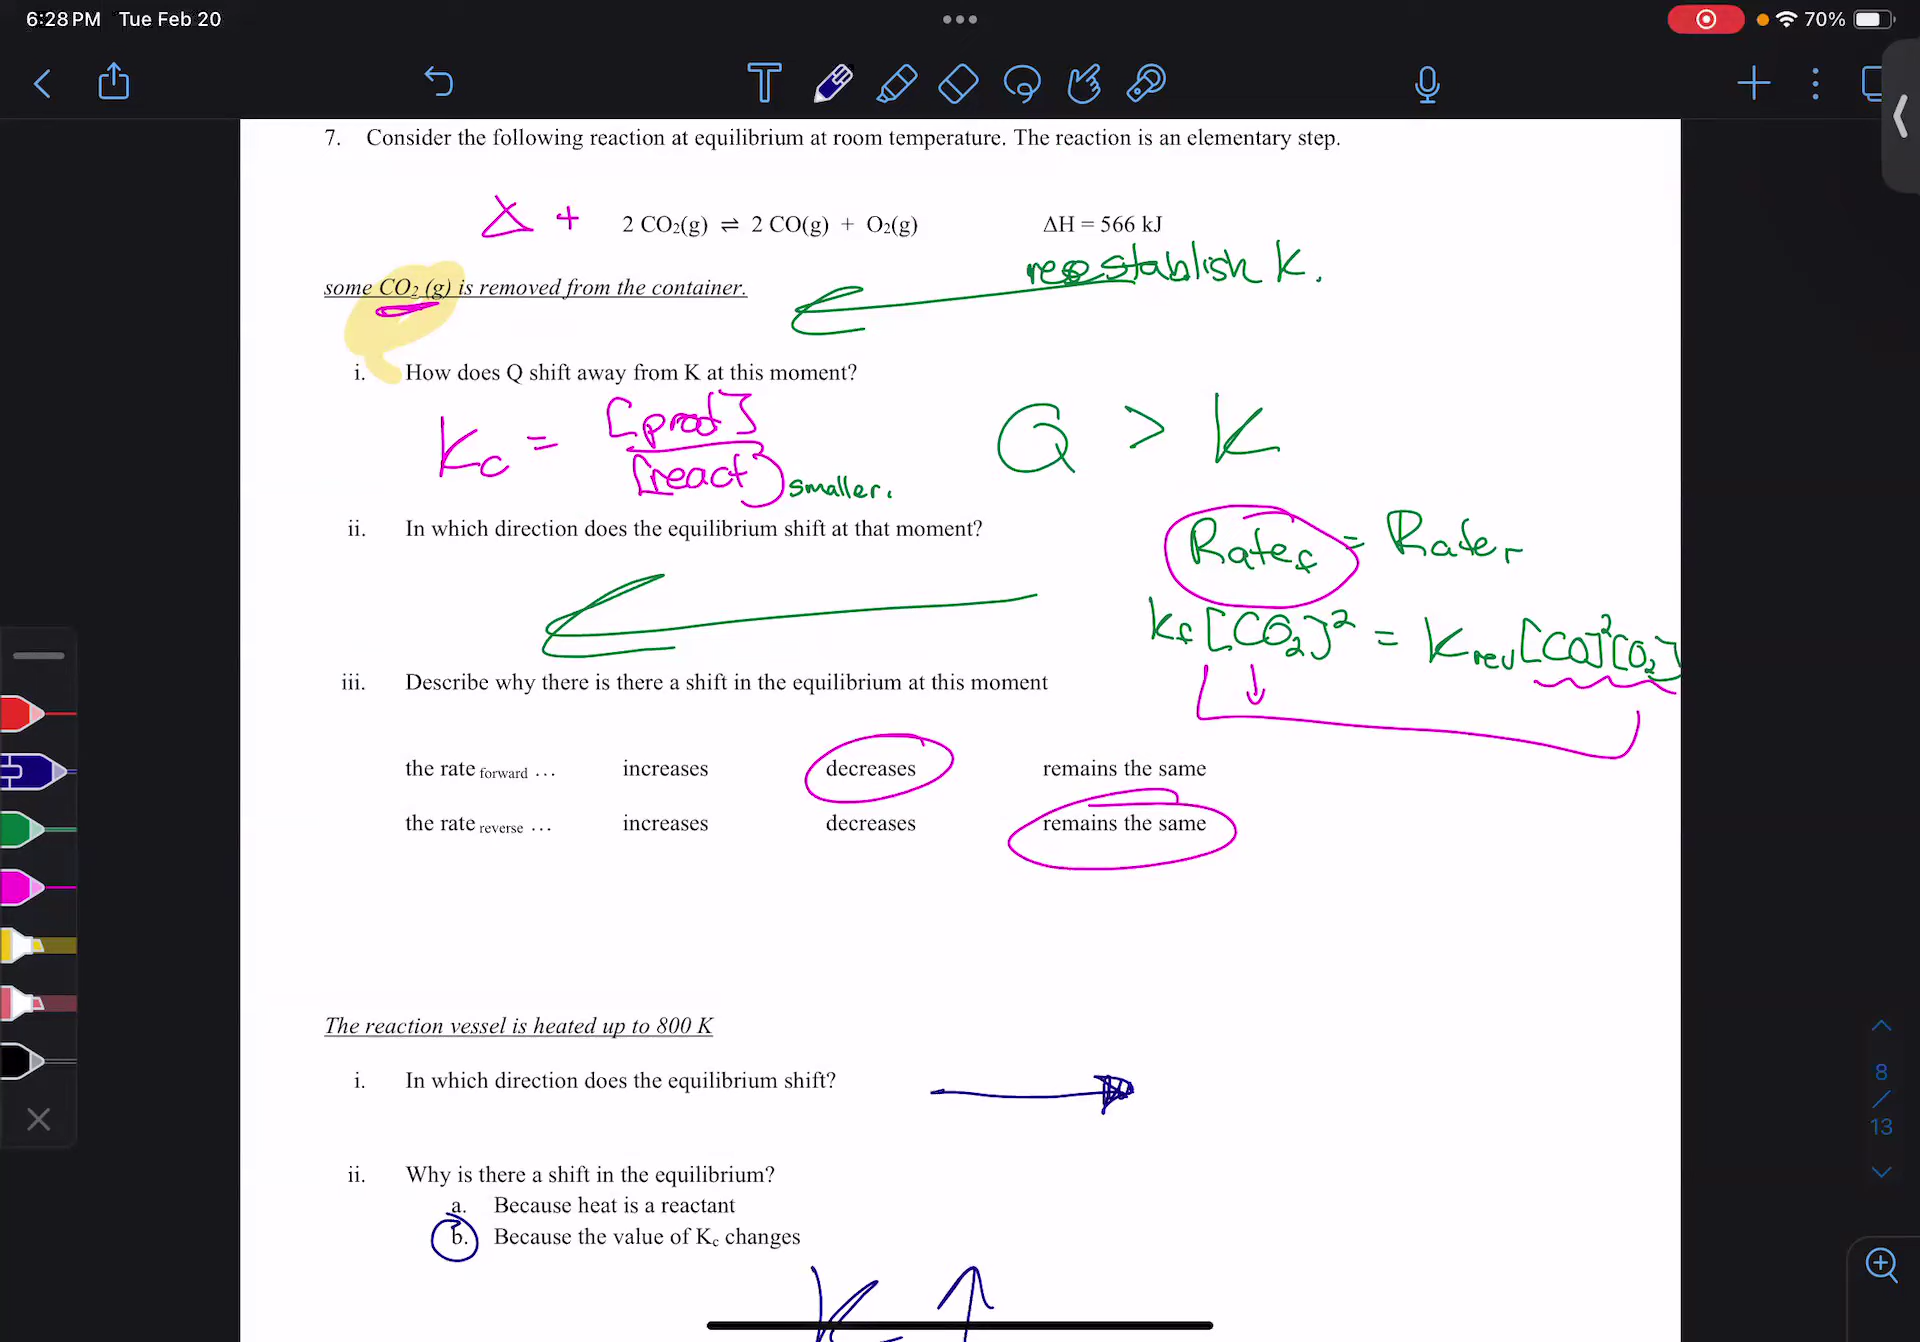 6:28 PM Tue Feb 20
70%
7. Consider the following reaction at equilibrium at room temperature. The reaction is an elementary step.
Δ +
2 CO₂(g) ⇌ 2 CO(g) + O₂(g) ΔH = 566 kJ
reestablish K.
some CO₂ (g) is removed from the container.
i. How does Q shift away from K at this moment?
Kc = [prod] / [react] smaller.
Q > K
ii. In which direction does the equilibrium shift at that moment?
Rate_f = Rate_r
k_f [CO₂]² = k_rev [CO]² [O₂]
iii. Describe why there is there a shift in the equilibrium at this moment
the rate forward … increases decreases remains the same
the rate reverse … increases decreases remains the same
The reaction vessel is heated up to 800 K
i. In which direction does the equilibrium shift?
ii. Why is there a shift in the equilibrium?
a. Because heat is a reactant
b. Because the value of Kc changes
K ↑
8
/
13